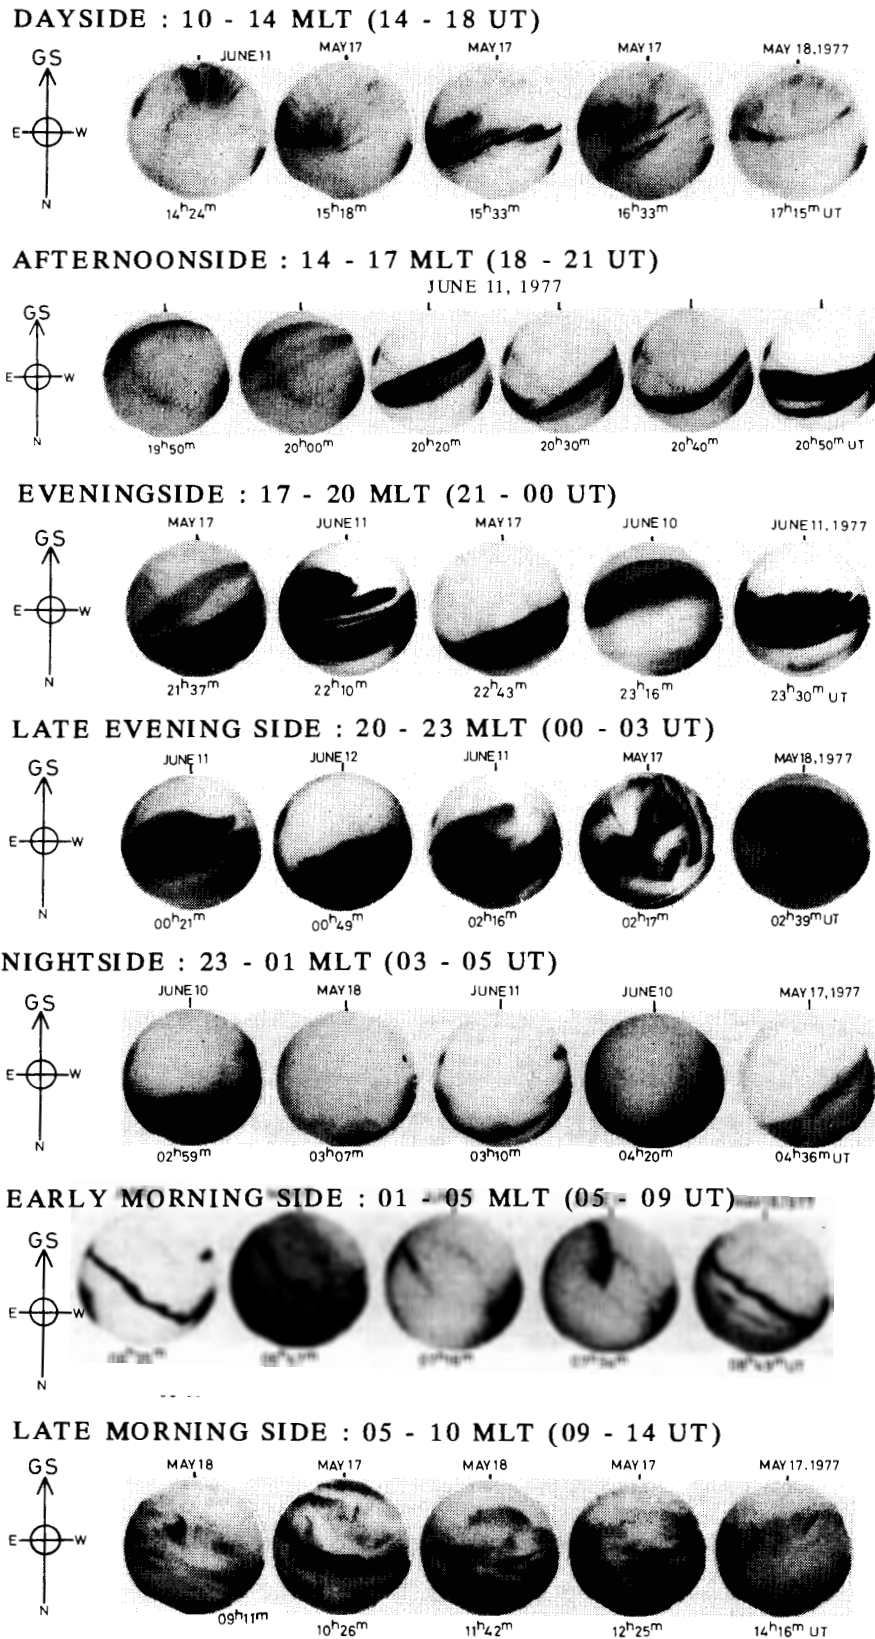 DAYSIDE : 10 - 14 MLT (14 - 18 UT)
JUNE 11 MAY 17 MAY 17 MAY 17 MAY 18, 1977
GS
E W
N
14h24m 15h18m 15h33m 16h33m 17h15m UT
AFTERNOONSIDE : 14 - 17 MLT (18 - 21 UT)
JUNE 11, 1977
GS
E W
N
19h50m 20h00m 20h20m 20h30m 20h40m 20h50m UT
EVENINGSIDE : 17 - 20 MLT (21 - 00 UT)
MAY 17 JUNE 11 MAY 17 JUNE 10 JUNE 11, 1977
GS
E W
N
21h37m 22h10m 22h43m 23h16m 23h30m UT
LATE EVENING SIDE : 20 - 23 MLT (00 - 03 UT)
JUNE 11 JUNE 12 JUNE 11 MAY 17 MAY 18, 1977
GS
E W
N
00h21m 00h49m 02h16m 02h17m 02h39m UT
NIGHTSIDE : 23 - 01 MLT (03 - 05 UT)
JUNE 10 MAY 18 JUNE 11 JUNE 10 MAY 17, 1977
GS
E W
N
02h59m 03h07m 03h10m 04h20m 04h36m UT
EARLY MORNING SIDE : 01 - 05 MLT (05 - 09 UT)
GS
E W
N
LATE MORNING SIDE : 05 - 10 MLT (09 - 14 UT)
MAY 18 MAY 17 MAY 18 MAY 17 MAY 17. 1977
GS
E W
N
09h11m 10h26m 11h42m 12h25m 14h16m UT